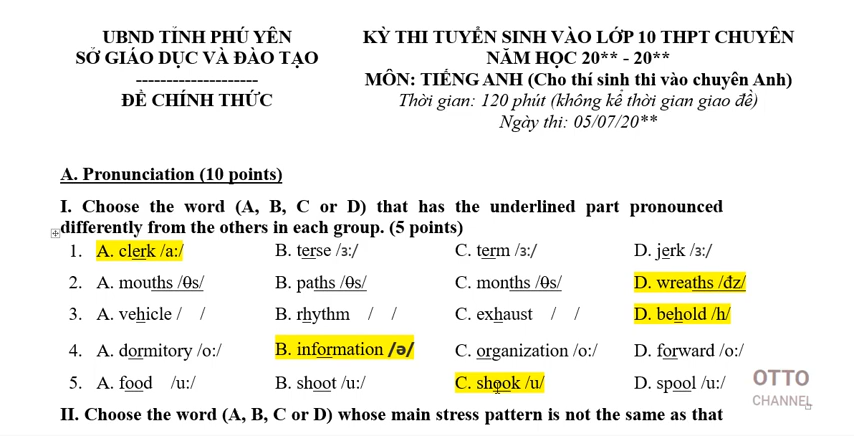 UBND TỈNH PHÚ YÊN
SỞ GIÁO DỤC VÀ ĐÀO TẠO
--------------------
ĐỀ CHÍNH THỨC
KỲ THI TUYỂN SINH VÀO LỚP 10 THPT CHUYÊN
NĂM HỌC 20** - 20**
MÔN: TIẾNG ANH (Cho thí sinh thi vào chuyên Anh)
Thời gian: 120 phút (không kể thời gian giao đề)
Ngày thi: 05/07/20**
A. Pronunciation (10 points)
I. Choose the word (A, B, C or D) that has the underlined part pronounced
differently from the others in each group. (5 points)
1. A. clerk /a:/ B. terse /ɜ:/ C. term /ɜ:/ D. jerk /ɜ:/
2. A. mouths /θs/ B. paths /θs/ C. months /θs/ D. wreaths /đz/
3. A. vehicle / / B. rhythm / / C. exhaust / / D. behold /h/
4. A. dormitory /o:/ B. information /ə/ C. organization /o:/ D. forward /o:/
5. A. food /u:/ B. shoot /u:/ C. shook /u/ D. spool /u:/
II. Choose the word (A, B, C or D) whose main stress pattern is not the same as that
OTTO
CHANNEL